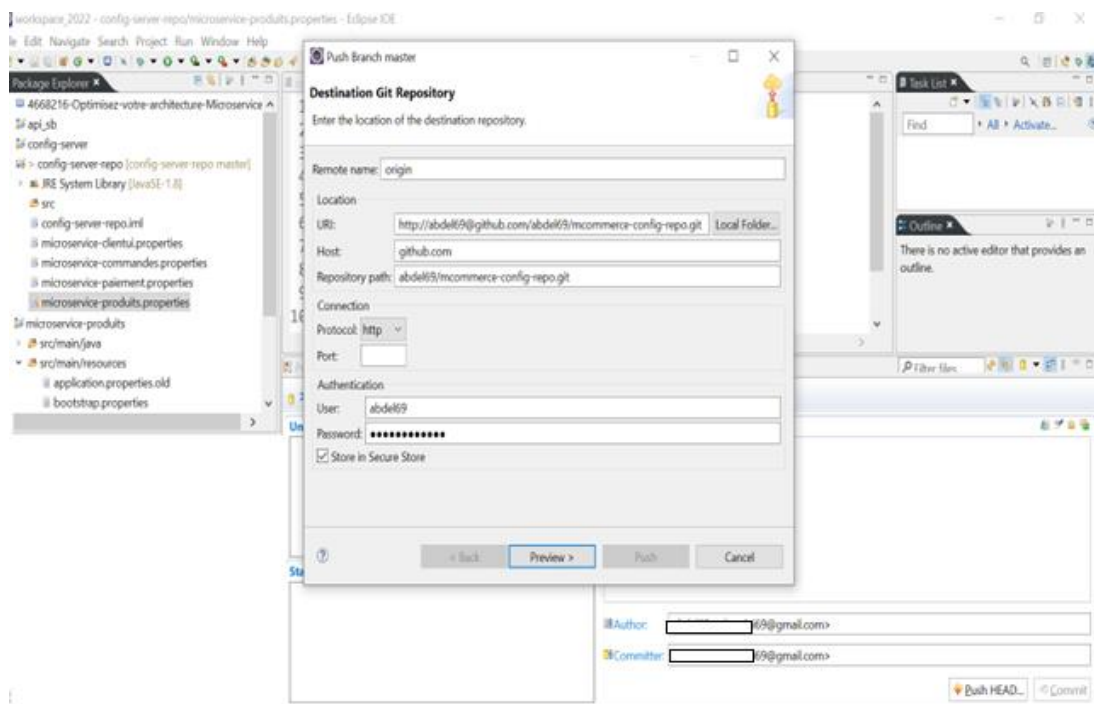 workspace_2022 - config-server-repo/microservice-produits.properties - Eclipse IDE
Edit Navigate Search Project Run Window Help
Package Explorer
4668216-Optimisez-votre-architecture-Microservice
api_sb
config-server
> config-server-repo [config-server-repo master]
JRE System Library [JavaSE-1.8]
src
config-server-repo.iml
microservice-clientui.properties
microservice-commandes.properties
microservice-paiement.properties
microservice-produits.properties
microservice-produits
src/main/java
src/main/resources
application.properties.old
bootstrap.properties
Push Branch master
Destination Git Repository
Enter the location of the destination repository.
Remote name: origin
Location
URI: http://abdel69@github.com/abdel69/mcommerce-config-repo.git Local Folder...
Host: github.com
Repository path: abdel69/mcommerce-config-repo.git
Connection
Protocol: http
Port:
Authentication
User: abdel69
Password: ●●●●●●●●●●●●
Store in Secure Store
< Back Preview > Push Cancel
Task List
Find All Activate...
Outline
There is no active editor that provides an
outline.
Filter files
Author: 69@gmail.com>
Committer: 69@gmail.com>
Push HEAD... Commit